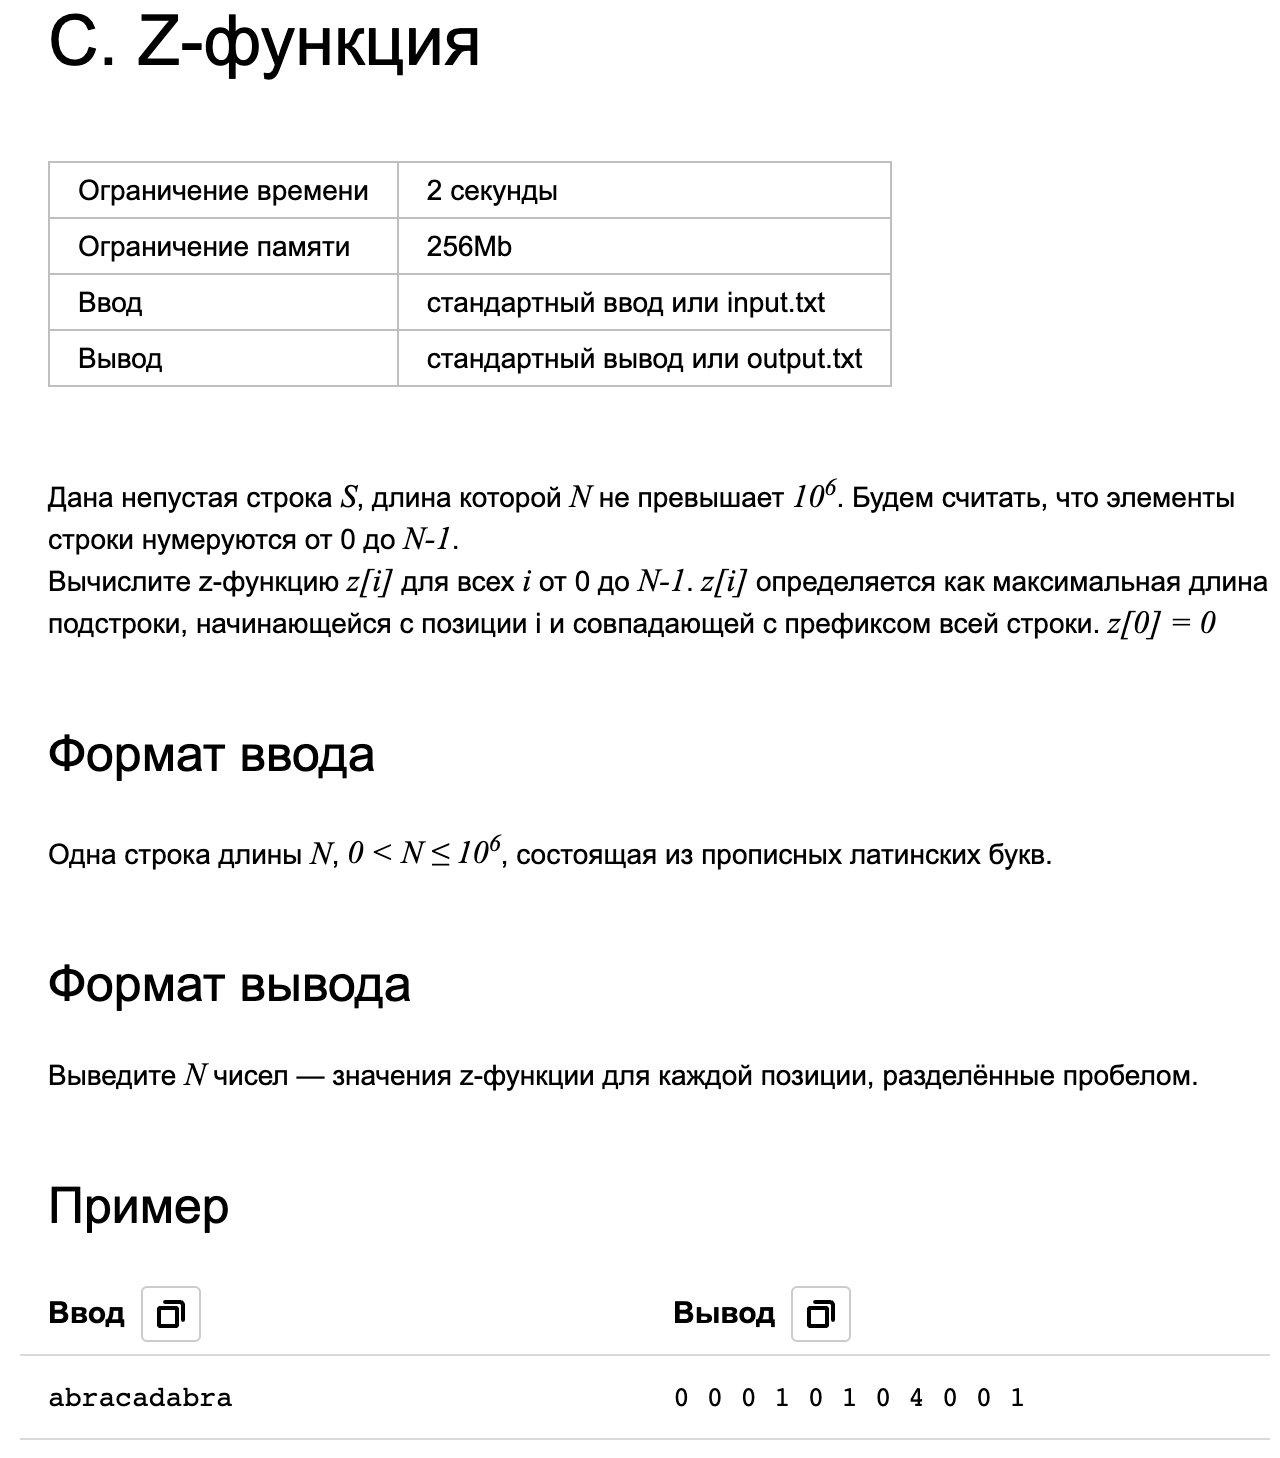 C. Z-функция
Ограничение времени 2 секунды
Ограничение памяти 256Mb
Ввод стандартный ввод или input.txt
Вывод стандартный вывод или output.txt
Дана непустая строка S, длина которой N не превышает 10^6. Будем считать, что элементы
строки нумеруются от 0 до N-1.
Вычислите z-функцию z[i] для всех i от 0 до N-1. z[i] определяется как максимальная длина
подстроки, начинающейся с позиции i и совпадающей с префиксом всей строки. z[0] = 0
Формат ввода
Одна строка длины N, 0 < N ≤ 10^6, состоящая из прописных латинских букв.
Формат вывода
Выведите N чисел — значения z-функции для каждой позиции, разделённые пробелом.
Пример
Ввод Вывод
abracadabra 0 0 0 1 0 1 0 4 0 0 1